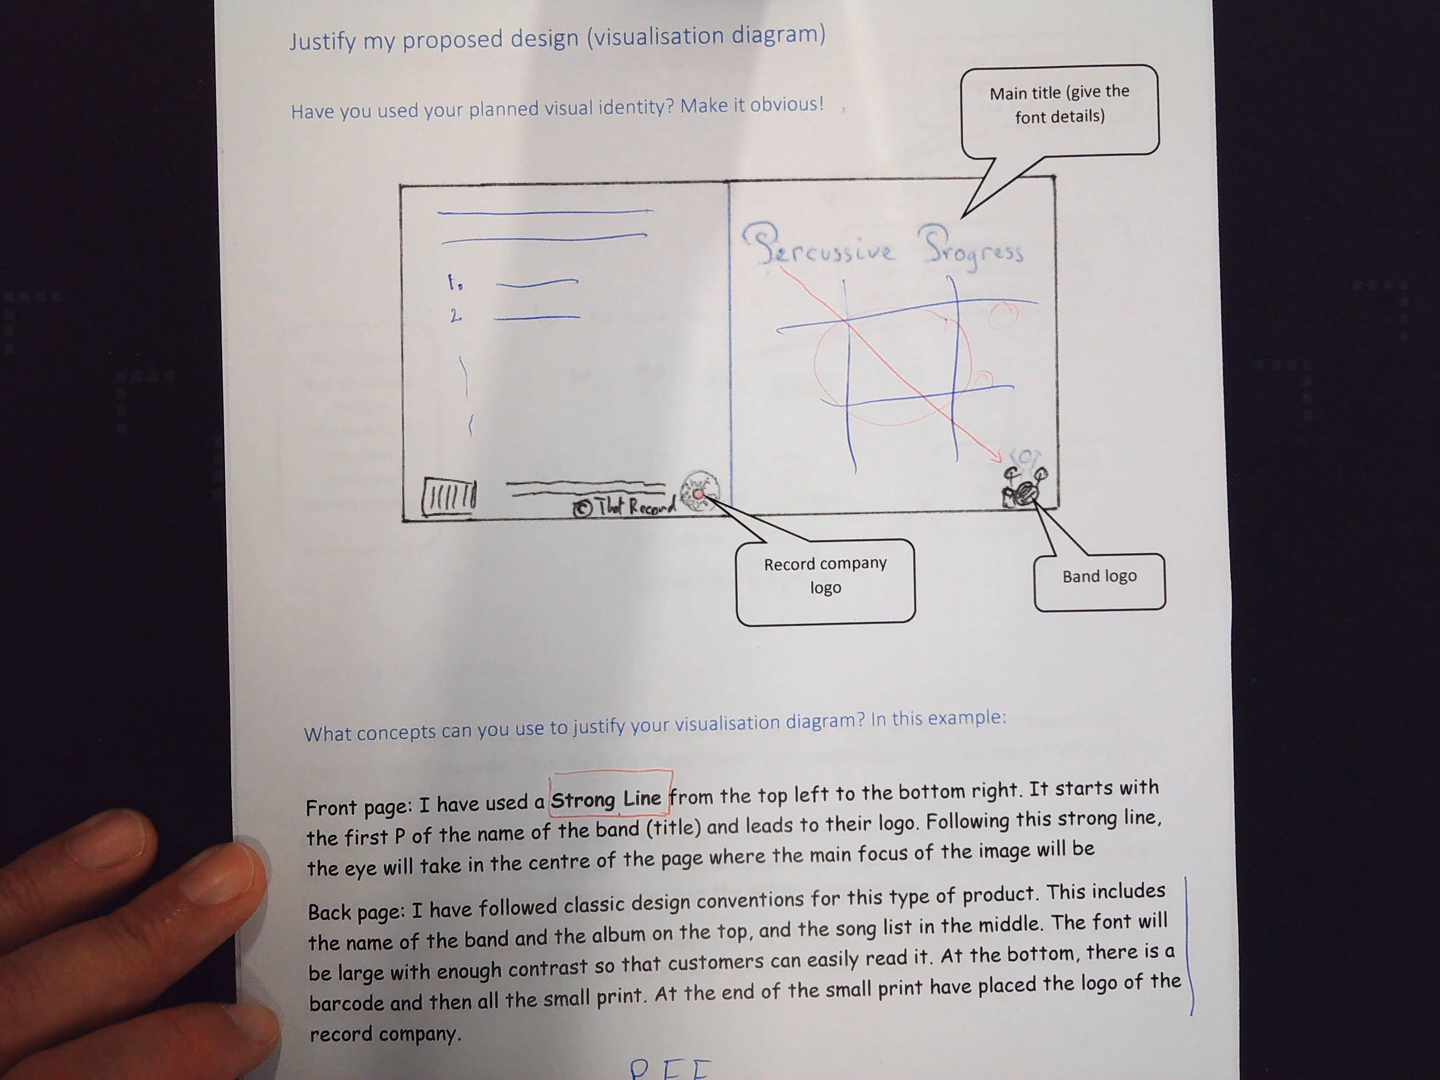 Justify my proposed design (visualisation diagram)
Have you used your planned visual identity? Make it obvious!
Main title (give the
font details)
Percussive Progress
1.
2
© That Record
Record company
logo
Band logo
What concepts can you use to justify your visualisation diagram? In this example:
Front page: I have used a Strong Line from the top left to the bottom right. It starts with
the first P of the name of the band (title) and leads to their logo. Following this strong line,
the eye will take in the centre of the page where the main focus of the image will be
Back page: I have followed classic design conventions for this type of product. This includes
the name of the band and the album on the top, and the song list in the middle. The font will
be large with enough contrast so that customers can easily read it. At the bottom, there is a
barcode and then all the small print. At the end of the small print have placed the logo of the
record company.
PEE